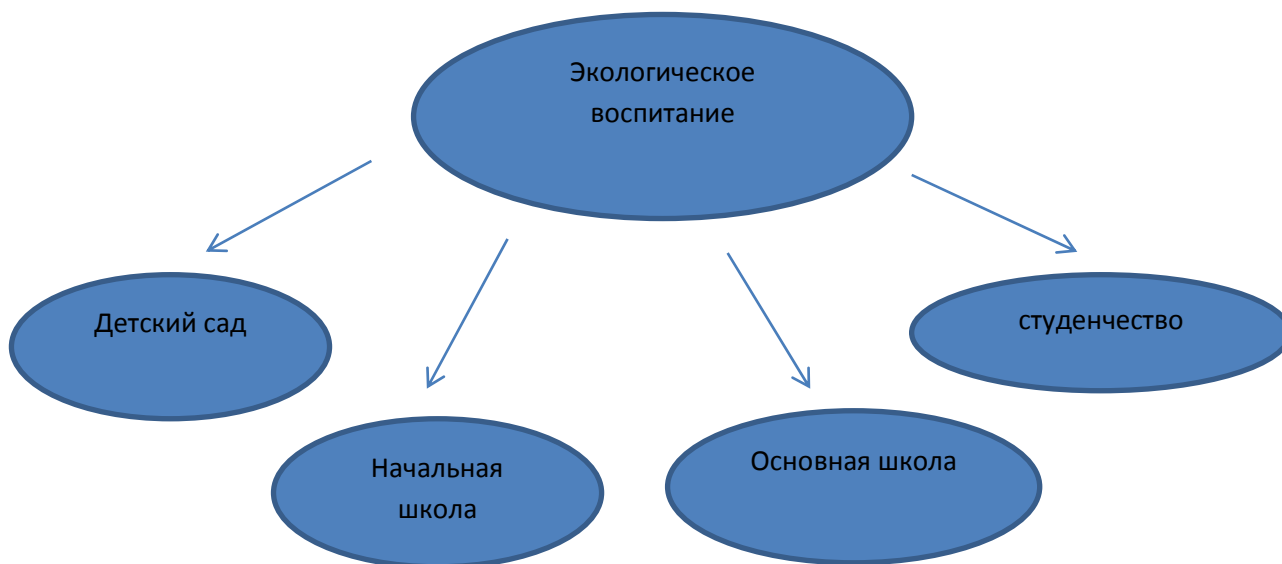 Экологическое
воспитание
Детский сад
студенчество
Начальная
школа
Основная школа